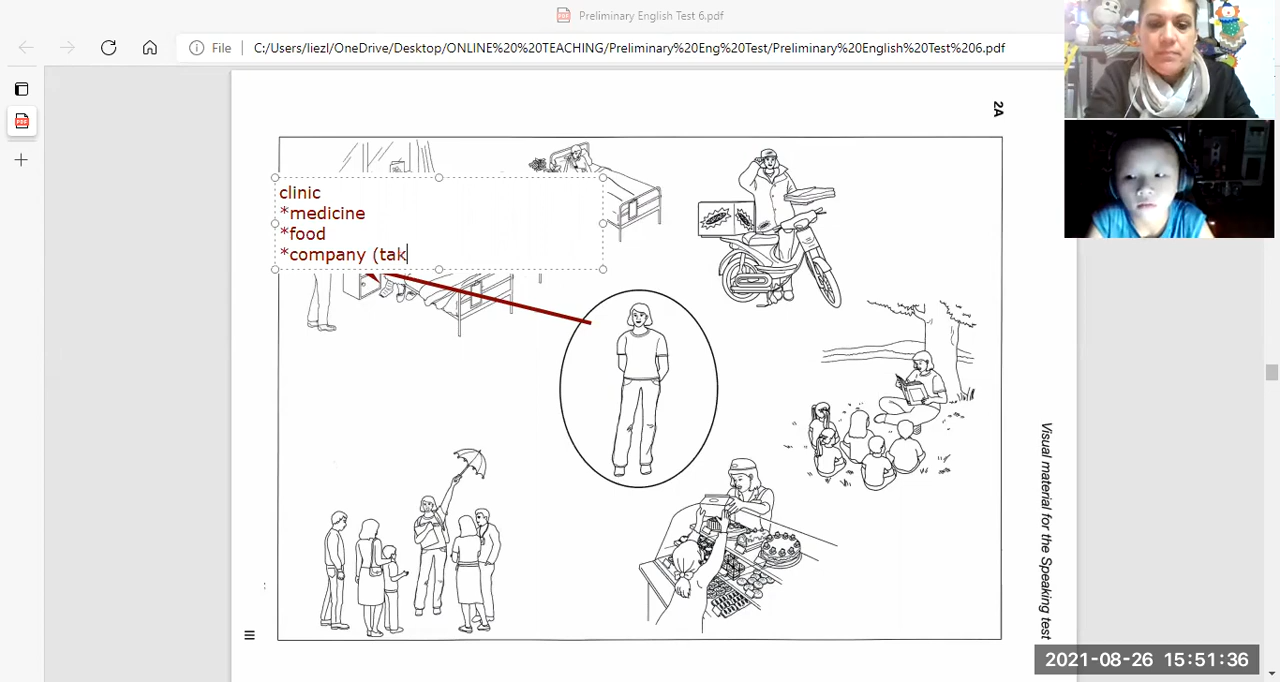 Preliminary English Test 6.pdf
File
C:/Users/liezl/OneDrive/Desktop/ONLINE%20%20TEACHING/Preliminary%20Eng%20Test/Preliminary%20English%20Test%206.pdf
2A
clinic
*medicine
*food
*company (tak
Visual material for the Speaking test
III
2021-08-26 15:51:36